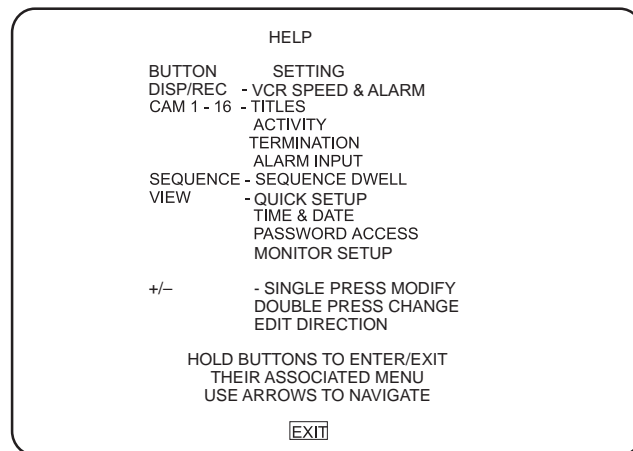 HELP
BUTTON SETTING
DISP/REC - VCR SPEED & ALARM
CAM 1 - 16 - TITLES
ACTIVITY
TERMINATION
ALARM INPUT
SEQUENCE - SEQUENCE DWELL
VIEW - QUICK SETUP
TIME & DATE
PASSWORD ACCESS
MONITOR SETUP
+/– - SINGLE PRESS MODIFY
DOUBLE PRESS CHANGE
EDIT DIRECTION
HOLD BUTTONS TO ENTER/EXIT
THEIR ASSOCIATED MENU
USE ARROWS TO NAVIGATE
EXIT